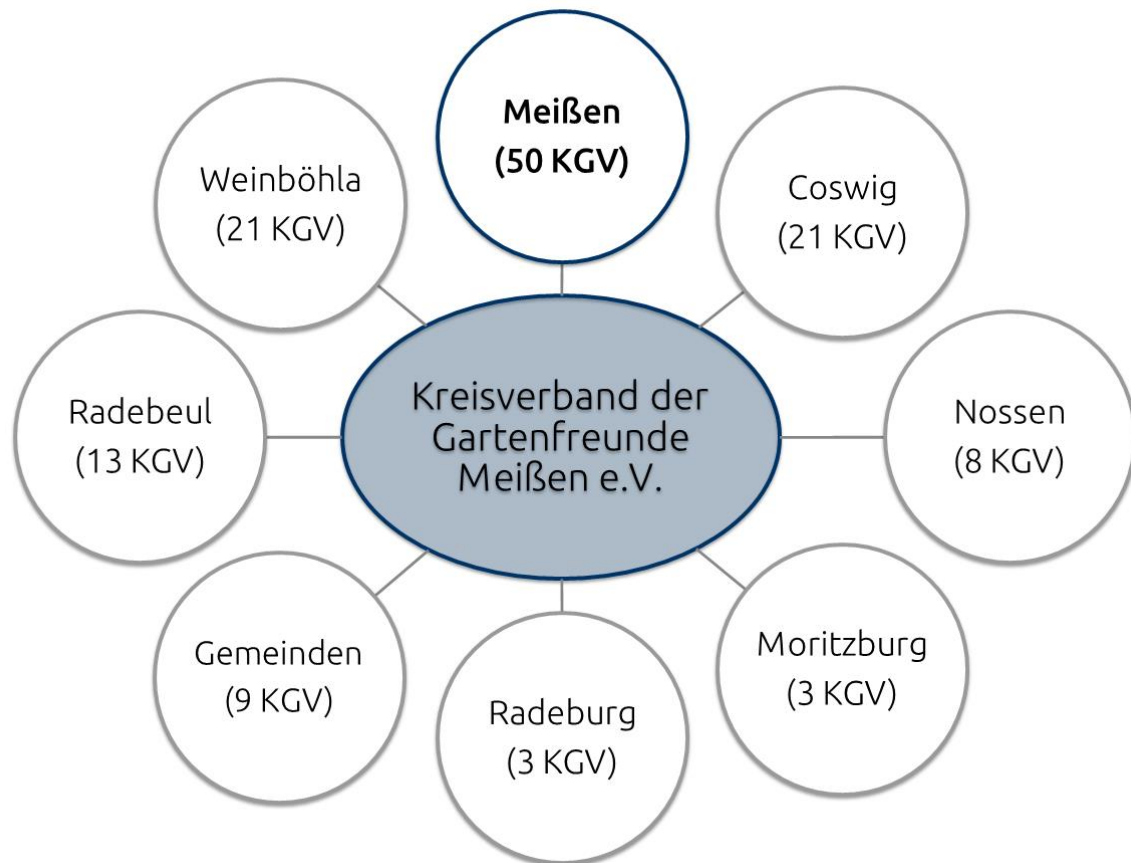 Meißen
(50 KGV)
Weinböhla
(21 KGV)
Coswig
(21 KGV)
Kreisverband der
Gartenfreunde
Meißen e.V.
Radebeul
(13 KGV)
Nossen
(8 KGV)
Gemeinden
(9 KGV)
Moritzburg
(3 KGV)
Radeburg
(3 KGV)